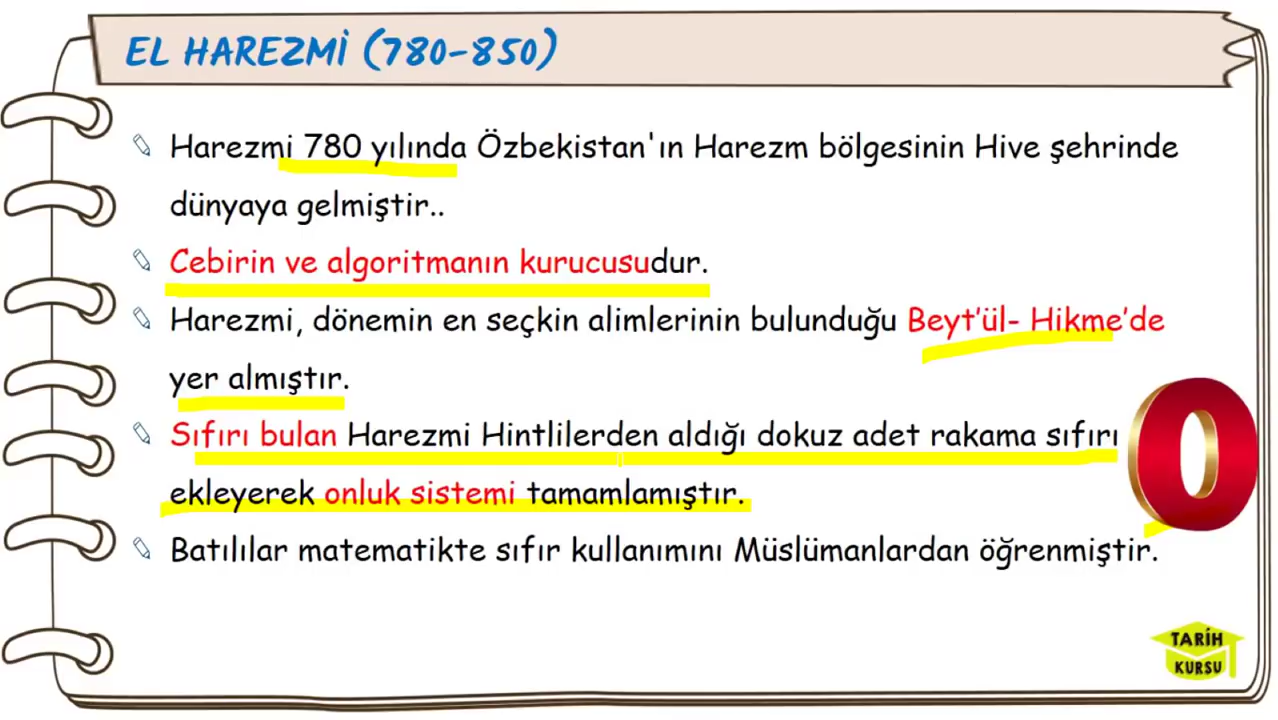 EL HAREZMİ (780-850)
Harezmi 780 yılında Özbekistan'ın Harezm bölgesinin Hive şehrinde
dünyaya gelmiştir..
Cebirin ve algoritmanın kurucusudur.
Harezmi, dönemin en seçkin alimlerinin bulunduğu Beyt’ül- Hikme’de
yer almıştır.
Sıfırı bulan Harezmi Hintlilerden aldığı dokuz adet rakama sıfırı
ekleyerek onluk sistemi tamamlamıştır.
0
Batılılar matematikte sıfır kullanımını Müslümanlardan öğrenmiştir.
TARİH
KURSU